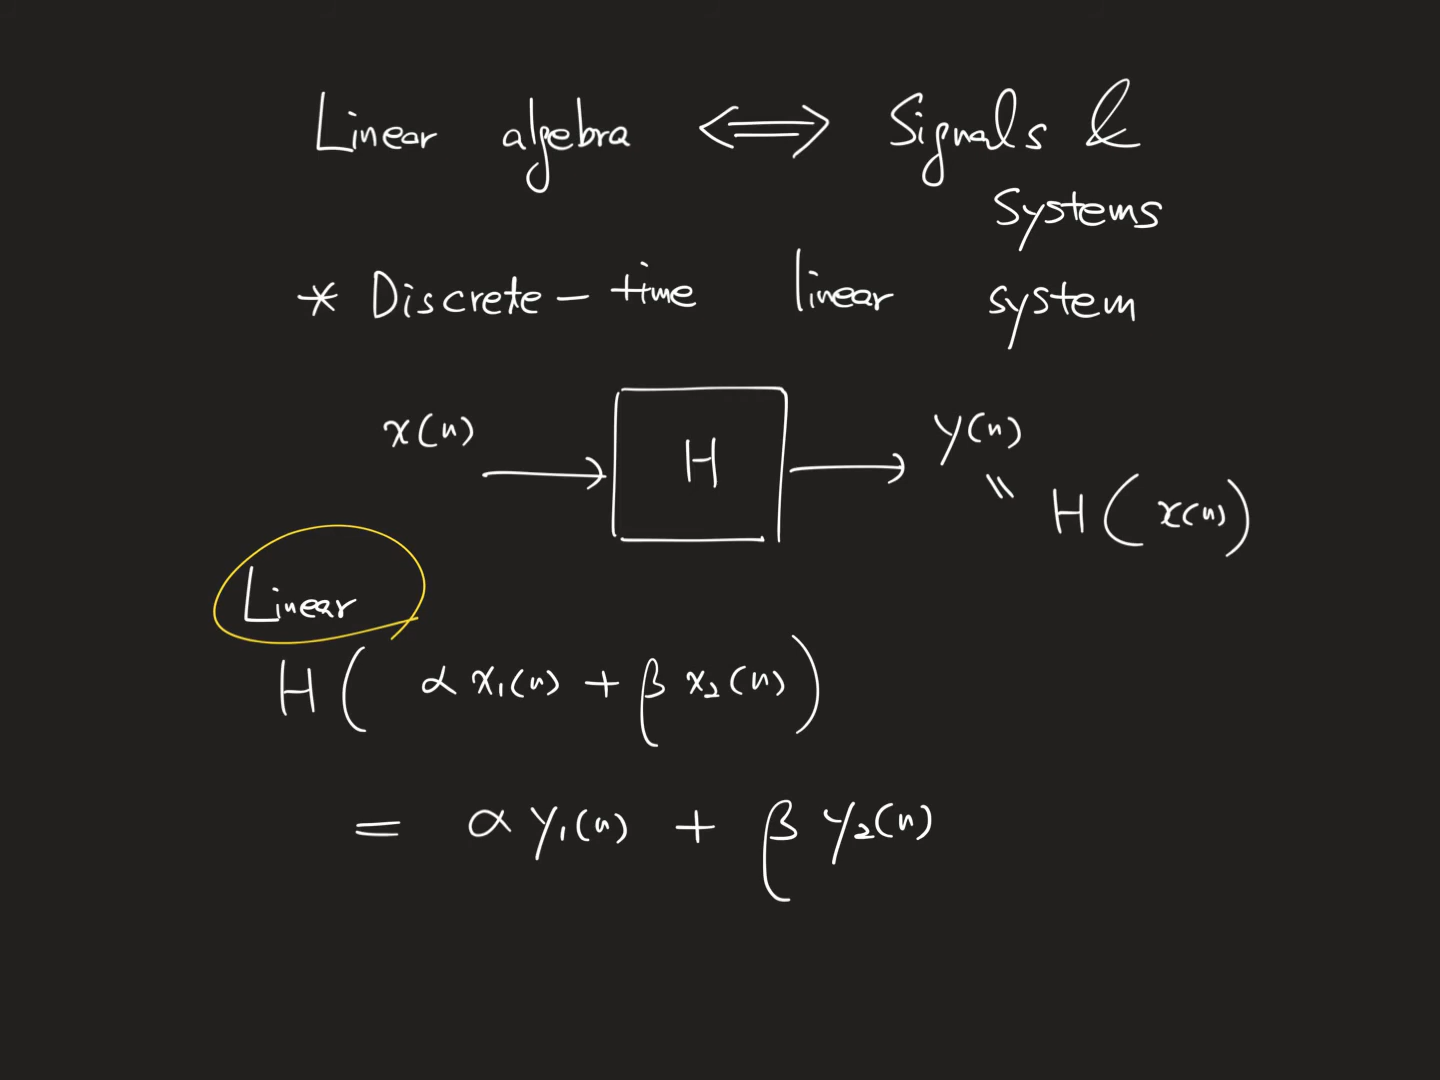 Linear algebra ⟺ Signals &
Systems
* Discrete-time linear system
x(n) → H → y(n)
= H(x(n))
Linear
H(α x₁(n) + β x₂(n))
= α y₁(n) + β y₂(n)